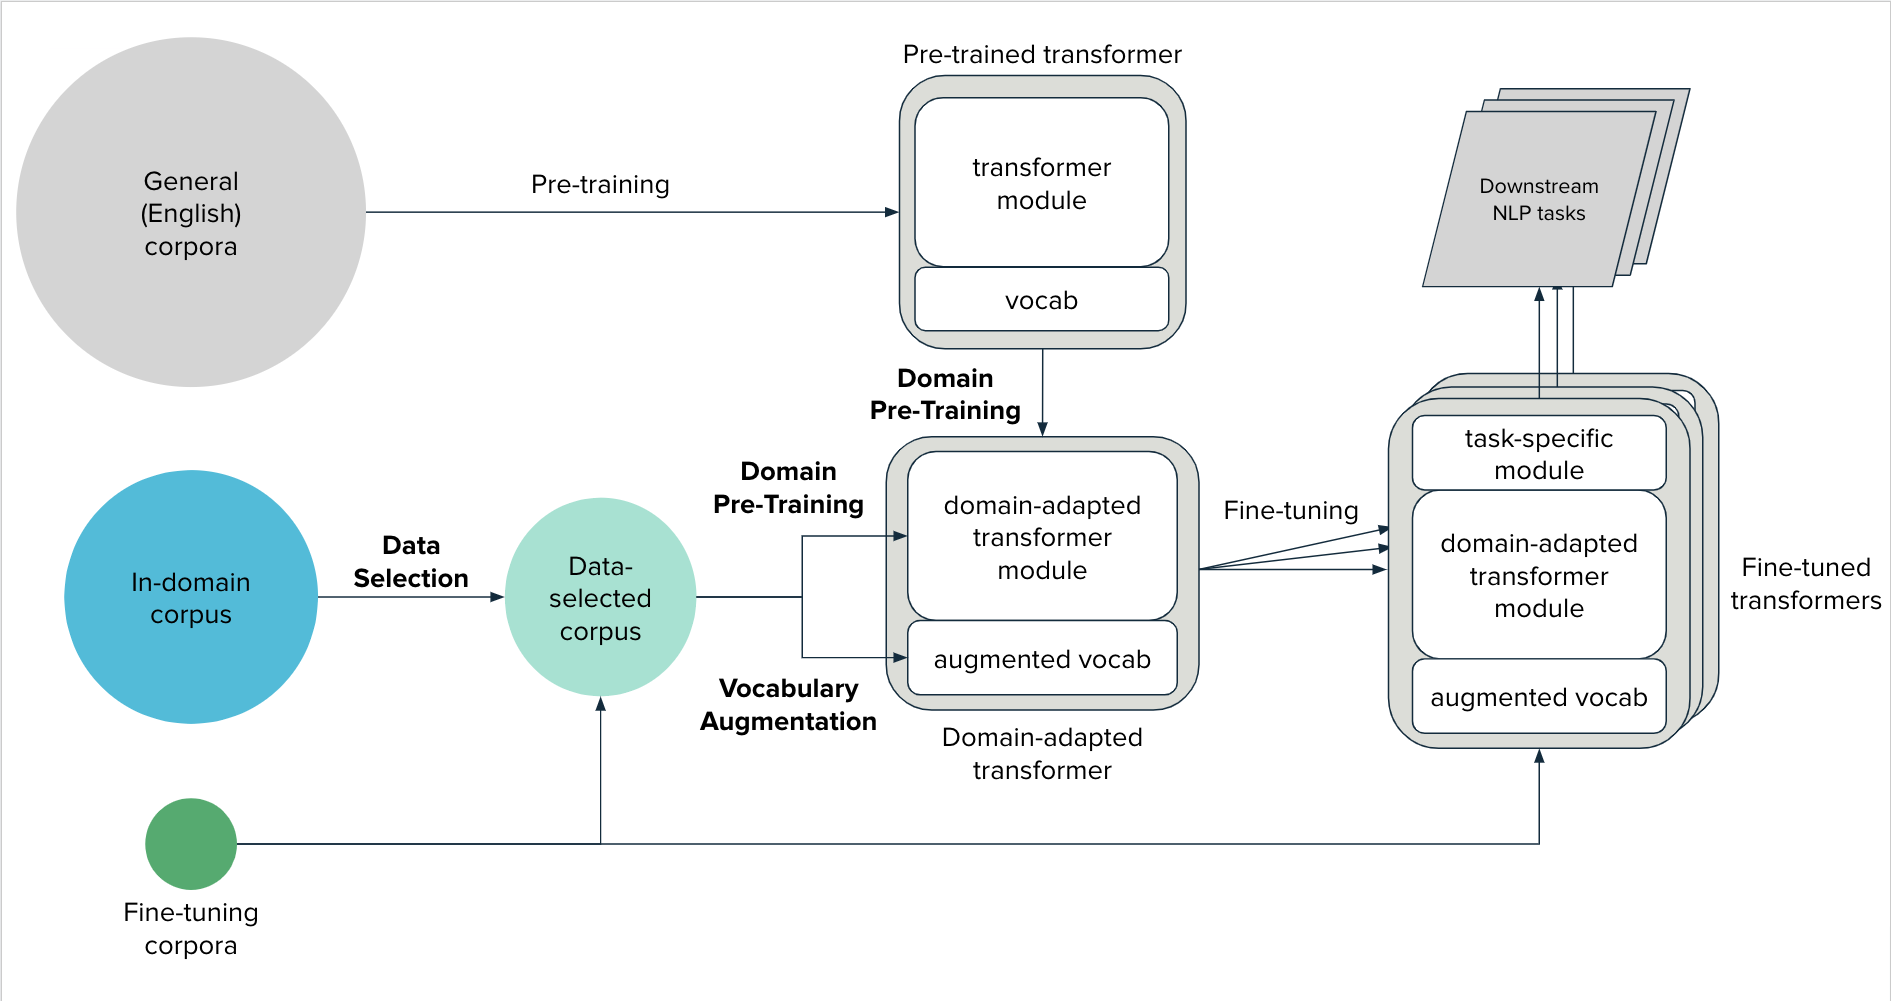 Pre-trained transformer
General
(English)
corpora
Pre-training
transformer
module
vocab
Downstream
NLP tasks
Domain
Pre-Training
In-domain
corpus
Data
Selection
Data-
selected
corpus
Domain
Pre-Training
Vocabulary
Augmentation
domain-adapted
transformer
module
augmented vocab
Domain-adapted
transformer
Fine-tuning
task-specific
module
domain-adapted
transformer
module
augmented vocab
Fine-tuned
transformers
Fine-tuning
corpora